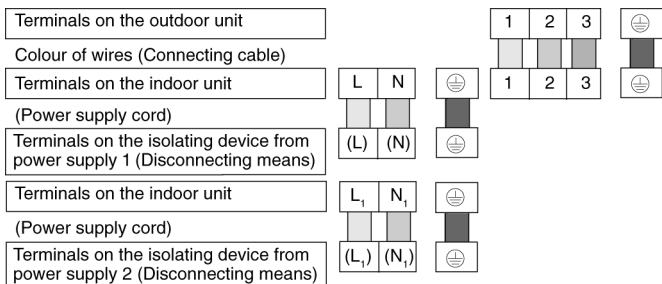 Terminals on the outdoor unit
1 2 3
Colour of wires (Connecting cable)
Terminals on the indoor unit
L N
1 2 3
(Power supply cord)
Terminals on the isolating device from
power supply 1 (Disconnecting means)
(L) (N)
Terminals on the indoor unit
L₁ N₁
(Power supply cord)
Terminals on the isolating device from
power supply 2 (Disconnecting means)
(L₁) (N₁)